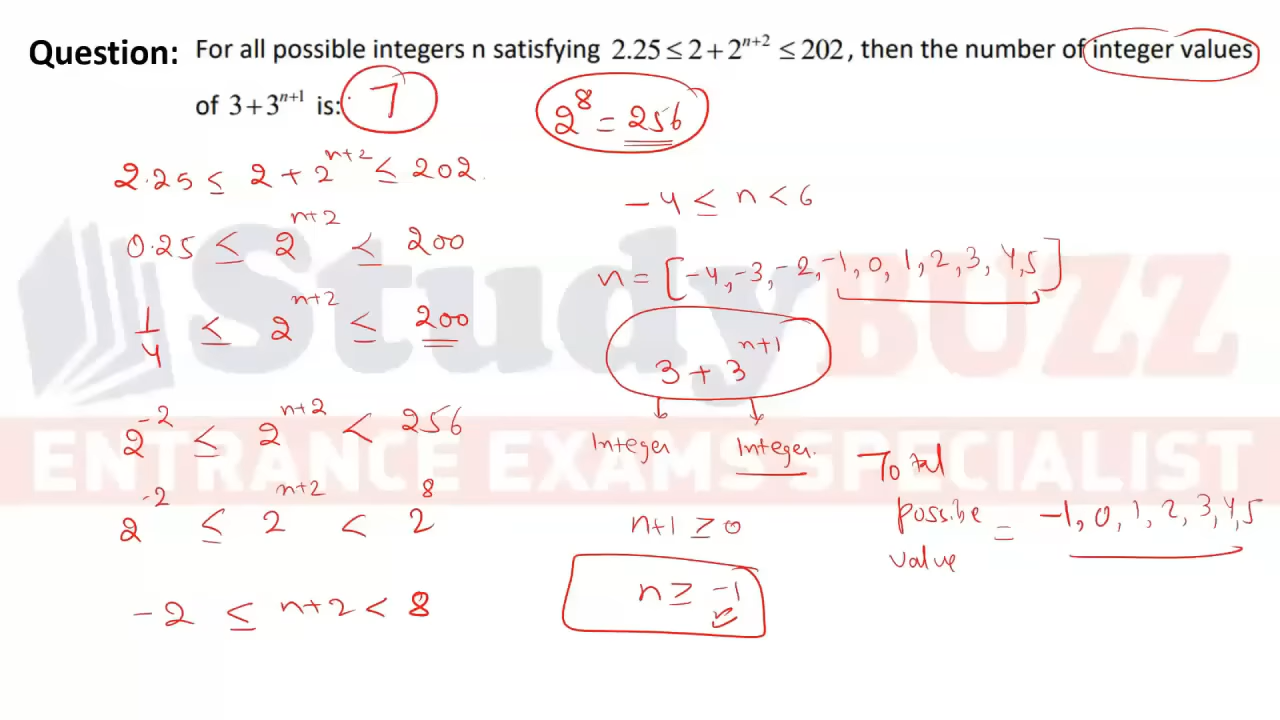 Question: For all possible integers n satisfying 2.25 ≤ 2 + 2^{n+2} ≤ 202, then the number of integer values
of 3 + 3^{n+1} is: 7
2^8 = 256
2.25 ≤ 2 + 2^{n+2} ≤ 202
0.25 ≤ 2^{n+2} ≤ 200
1/4 ≤ 2^{n+2} ≤ 200
2^{-2} ≤ 2^{n+2} < 256
2^{-2} ≤ 2^{n+2} < 2^8
-2 ≤ n+2 < 8
-4 ≤ n < 6
n = [-4, -3, -2, -1, 0, 1, 2, 3, 4, 5]
3 + 3^{n+1}
Integer Integer.
n+1 ≥ 0
n ≥ -1
Total
possible
value = -1, 0, 1, 2, 3, 4, 5
StudyBUZZ
ENTRANCE EXAMS SPECIALIST